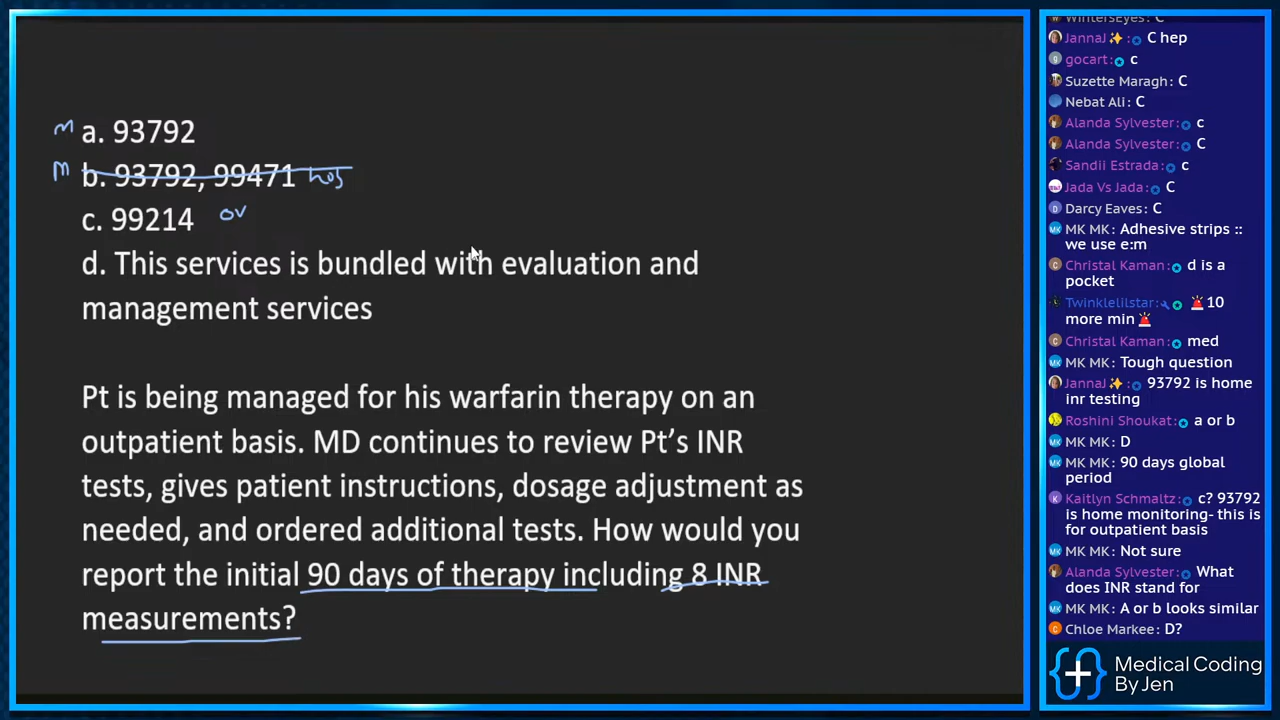 m a. 93792
m b. 93792, 99471 hos
c. 99214 ov
d. This services is bundled with evaluation and
management services
Pt is being managed for his warfarin therapy on an
outpatient basis. MD continues to review Pt’s INR
tests, gives patient instructions, dosage adjustment as
needed, and ordered additional tests. How would you
report the initial 90 days of therapy including 8 INR
measurements?
WintersEyes: C
JannaJ✨: C hep
gocart: c
Suzette Maragh: C
Nebat Ali: C
Alanda Sylvester: c
Alanda Sylvester: C
Sandii Estrada: c
Jada Vs Jada: C
Darcy Eaves: C
MK MK: Adhesive strips ::
we use e:m
Christal Kaman: d is a
pocket
Twinklelilstar: 🚨10
more min🚨
Christal Kaman: med
MK MK: Tough question
JannaJ✨: 93792 is home
inr testing
Roshini Shoukat: a or b
MK MK: D
MK MK: 90 days global
period
Kaitlyn Schmaltz: c? 93792
is home monitoring- this is
for outpatient basis
MK MK: Not sure
Alanda Sylvester: What
does INR stand for
MK MK: A or b looks similar
Chloe Markee: D?
Medical Coding
By Jen